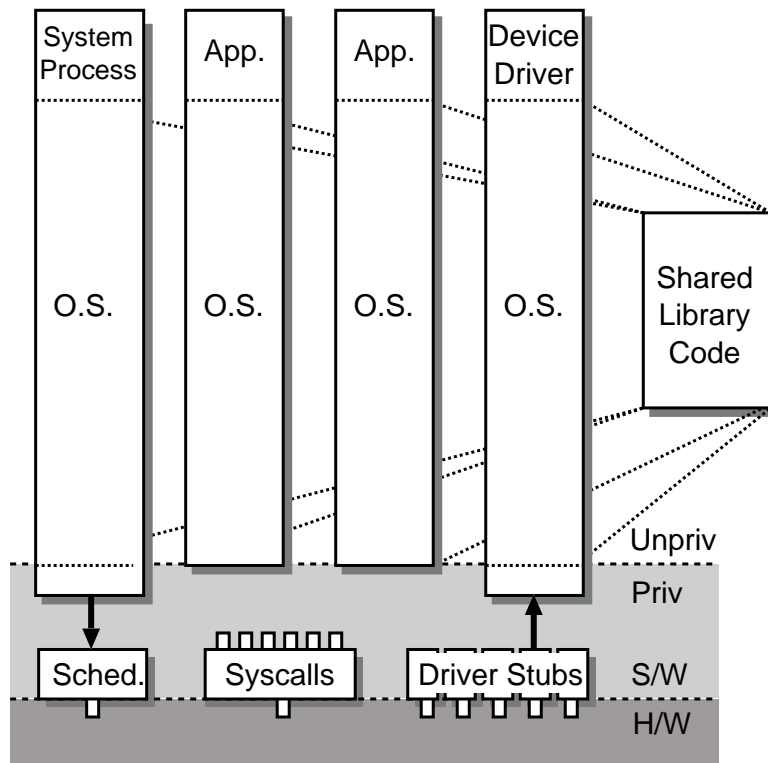 System
Process
App.
App.
Device
Driver
O.S.
O.S.
O.S.
O.S.
Shared
Library
Code
Unpriv
Priv
Sched.
Syscalls
Driver Stubs
S/W
H/W